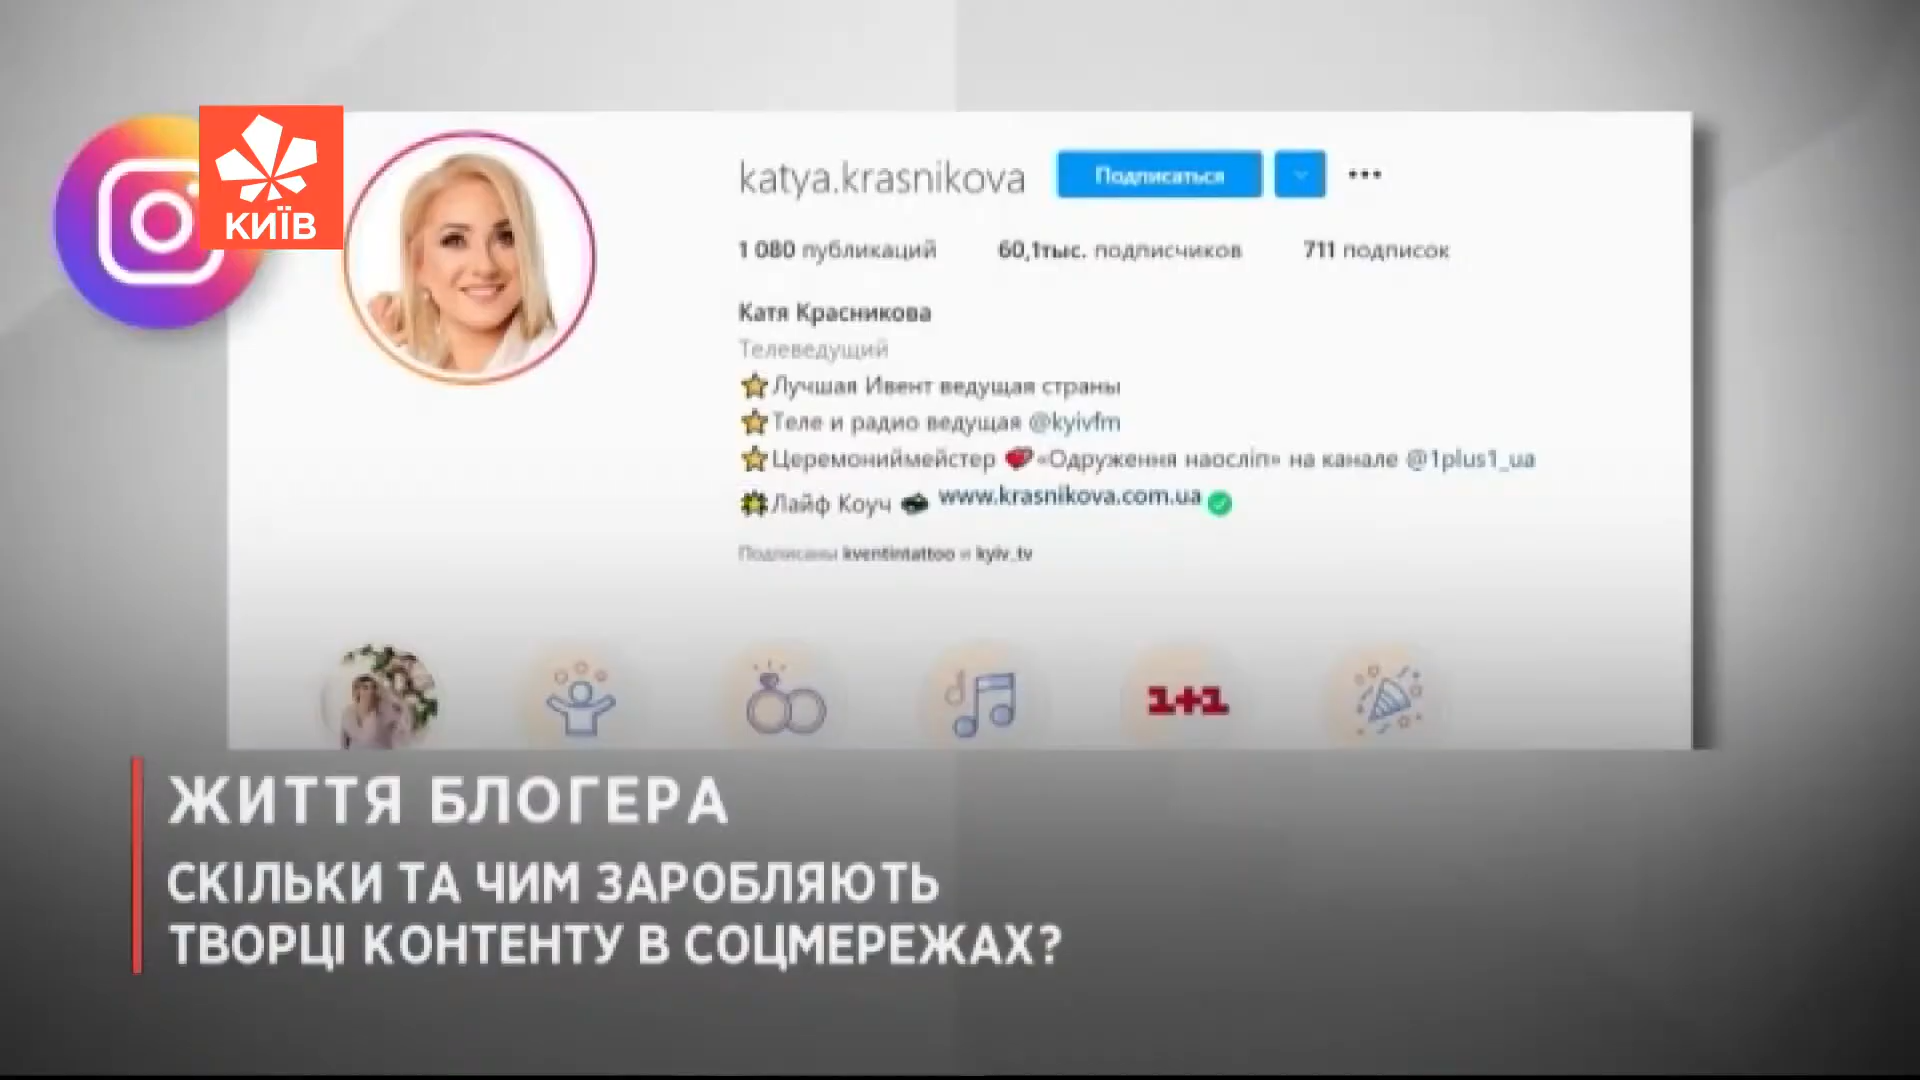 КИЇВ
katya.krasnikova
Подписаться
1 080 публикаций 60,1тыс. подписчиков 711 подписок
Катя Красникова
Телеведущий
Лучшая Ивент ведущая страны
Теле и радио ведущая @kyivfm
Церемониймейстер «Одруження наосліп» на канале @1plus1_ua
Лайф Коуч www.krasnikova.com.ua
Подписаны kventintattoo и kyiv_tv
1+1
ЖИТТЯ БЛОГЕРА
СКІЛЬКИ ТА ЧИМ ЗАРОБЛЯЮТЬ
ТВОРЦІ КОНТЕНТУ В СОЦМЕРЕЖАХ?